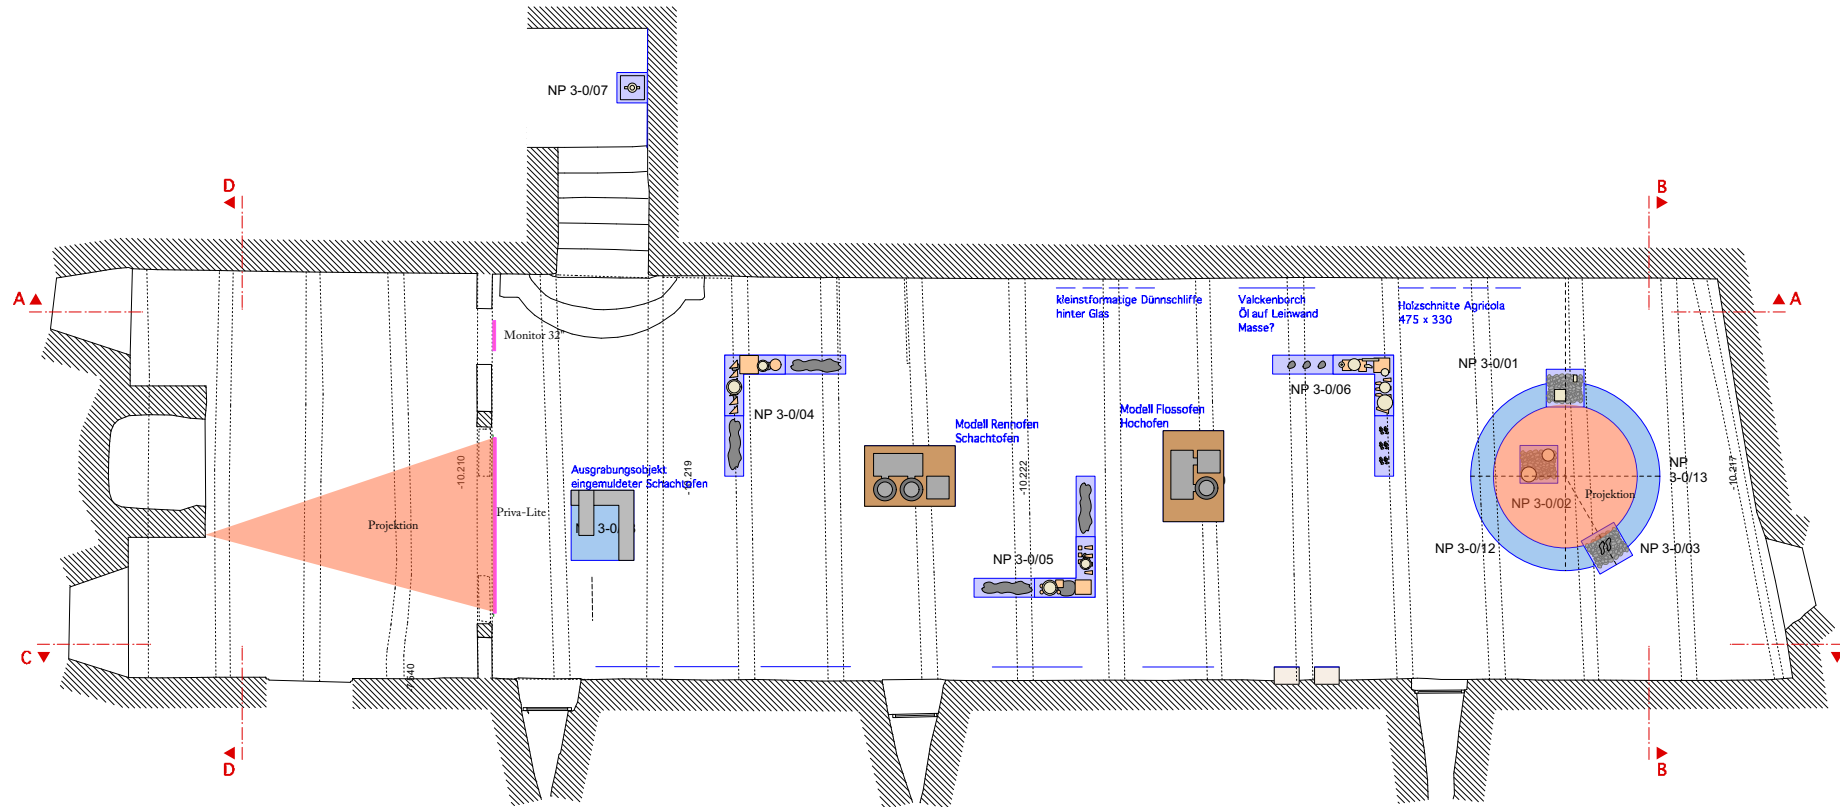 NP 3-0/07
D
B
A
A
kleinstformatige Dünnschliffe
hinter Glas
Valckenborch
Öl auf Leinwand
Masse?
Holzschnitte Agricola
475 x 330
Monitor 32"
NP 3-0/01
NP 3-0/06
NP 3-0/04
Modell Rennofen
Schachtofen
Modell Flossofen
Hochofen
Ausgrabungsobjekt
eingemuldeter Schachtofen
-10.210
-10.222
-10.217
NP
3-0/13
Projektion
NP 3-0/02
Priva-Lite
Projektion
NP 3-0/12
NP 3-0/03
NP 3-0/05
C
D
B